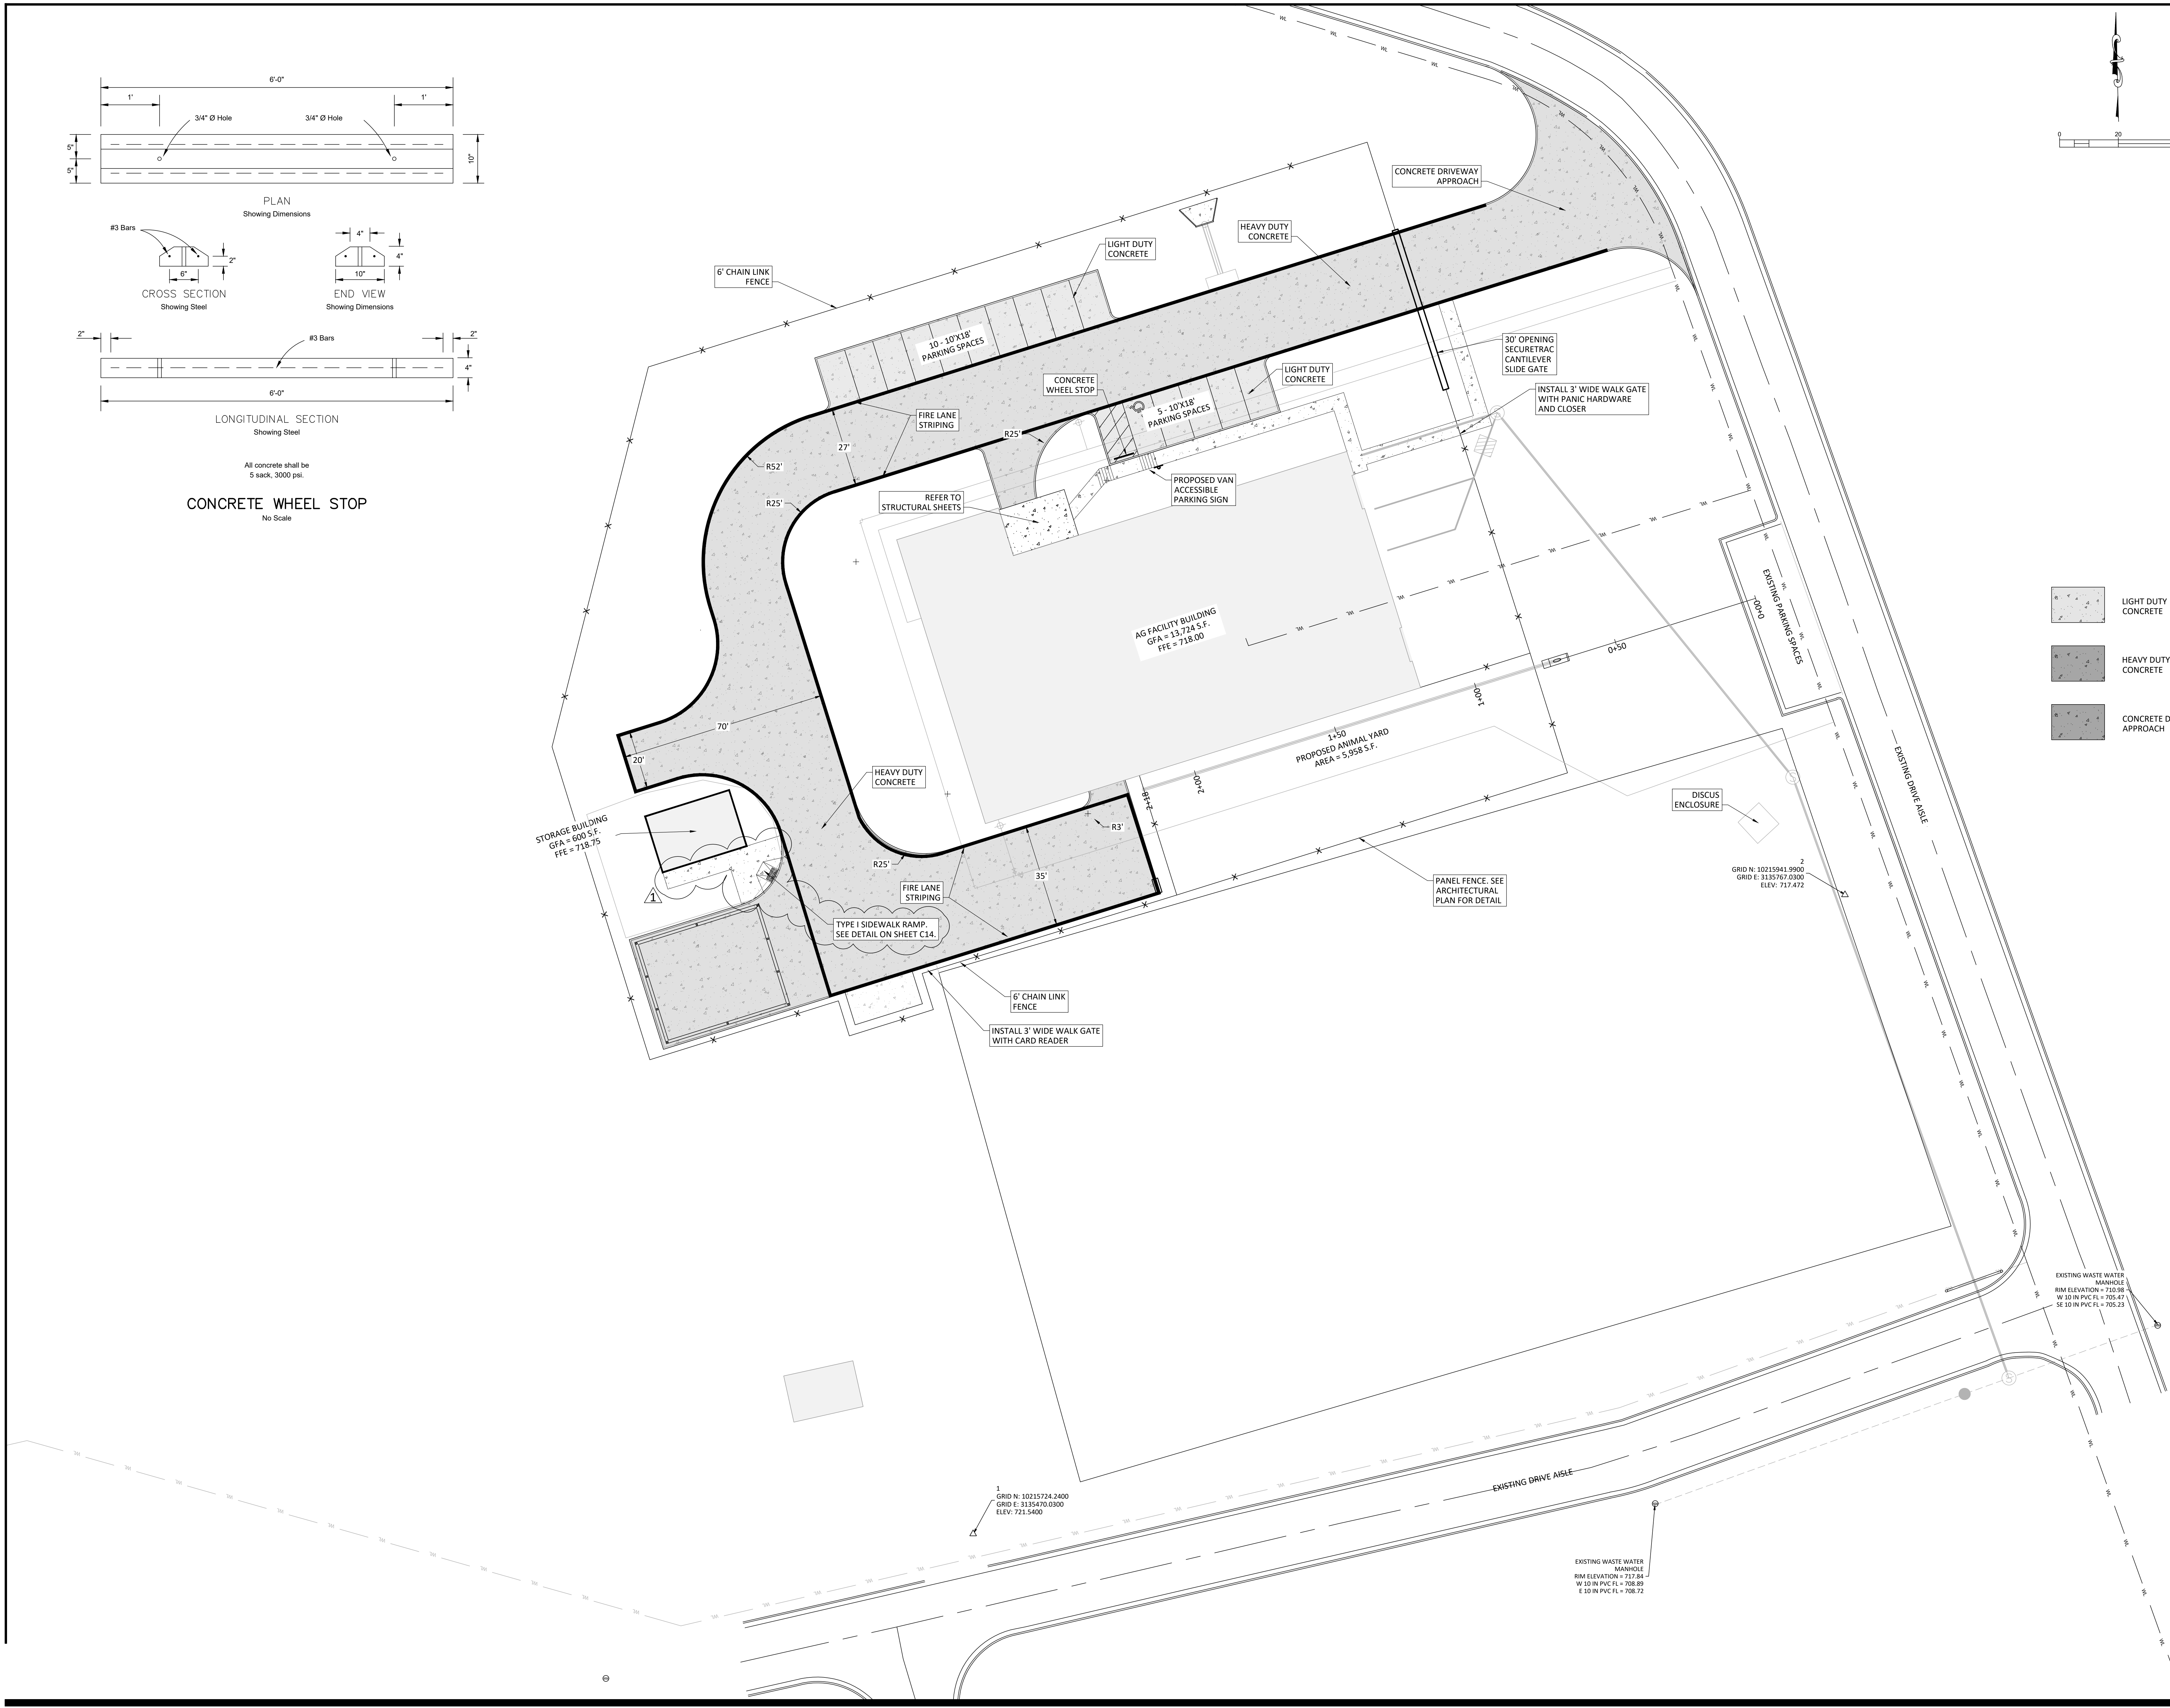 6'-0"
1'
1'
3/4" Ø Hole
3/4" Ø Hole
5"
5"
10"
PLAN
Showing Dimensions
#3 Bars
2"
6"
CROSS SECTION
Showing Steel
4"
4"
10"
END VIEW
Showing Dimensions
2"
#3 Bars
2"
4"
6'-0"
LONGITUDINAL SECTION
Showing Steel
All concrete shall be
5 sack, 3000 psi.
CONCRETE WHEEL STOP
No Scale
0
20
CONCRETE DRIVEWAY
APPROACH
HEAVY DUTY
CONCRETE
LIGHT DUTY
CONCRETE
6' CHAIN LINK
FENCE
10 - 10'X18'
PARKING SPACES
30' OPENING
SECURETRAC
CANTILEVER
SLIDE GATE
LIGHT DUTY
CONCRETE
CONCRETE
WHEEL STOP
INSTALL 3' WIDE WALK GATE
WITH PANIC HARDWARE
AND CLOSER
5 - 10'X18'
PARKING SPACES
FIRE LANE
STRIPING
R25'
27'
R52'
R25'
REFER TO
STRUCTURAL SHEETS
PROPOSED VAN
ACCESSIBLE
PARKING SIGN
AG FACILITY BUILDING
GFA = 13,724 S.F.
FFE = 718.00
EXISTING PARKING SPACES
0+00
0+50
1+00
1+50
2+00
2+18
PROPOSED ANIMAL YARD
AREA = 5,958 S.F.
LIGHT DUTY
CONCRETE
HEAVY DUTY
CONCRETE
CONCRETE D
APPROACH
70'
20'
HEAVY DUTY
CONCRETE
STORAGE BUILDING
GFA = 600 S.F.
FFE = 718.75
1
R25'
R3'
35'
FIRE LANE
STRIPING
TYPE I SIDEWALK RAMP.
SEE DETAIL ON SHEET C14.
EXISTING DRIVE AISLE
DISCUS
ENCLOSURE
2
GRID N: 10215941.9900
GRID E: 3135767.0300
ELEV: 717.472
PANEL FENCE. SEE
ARCHITECTURAL
PLAN FOR DETAIL
6' CHAIN LINK
FENCE
INSTALL 3' WIDE WALK GATE
WITH CARD READER
EXISTING WASTE WATER
MANHOLE
RIM ELEVATION = 710.98
W 10 IN PVC FL = 705.47
SE 10 IN PVC FL = 705.23
EXISTING DRIVE AISLE
1
GRID N: 10215724.2400
GRID E: 3135470.0300
ELEV: 721.5400
EXISTING WASTE WATER
MANHOLE
RIM ELEVATION = 717.84
W 10 IN PVC FL = 708.89
E 10 IN PVC FL = 708.72